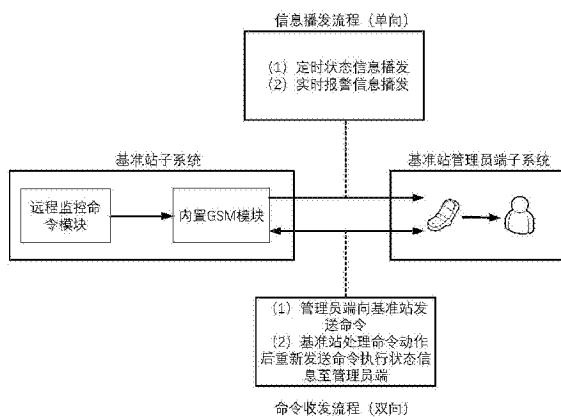 信息播发流程（单向）
（1）定时状态信息播发
（2）实时报警信息播发
基准站子系统
基准站管理员端子系统
远程监控命
令模块
内置GSM模块
（1）管理员端向基准站发
送命令
（2）基准站处理命令动作
后重新发送命令执行状态信
息至管理员端
命令收发流程（双向）